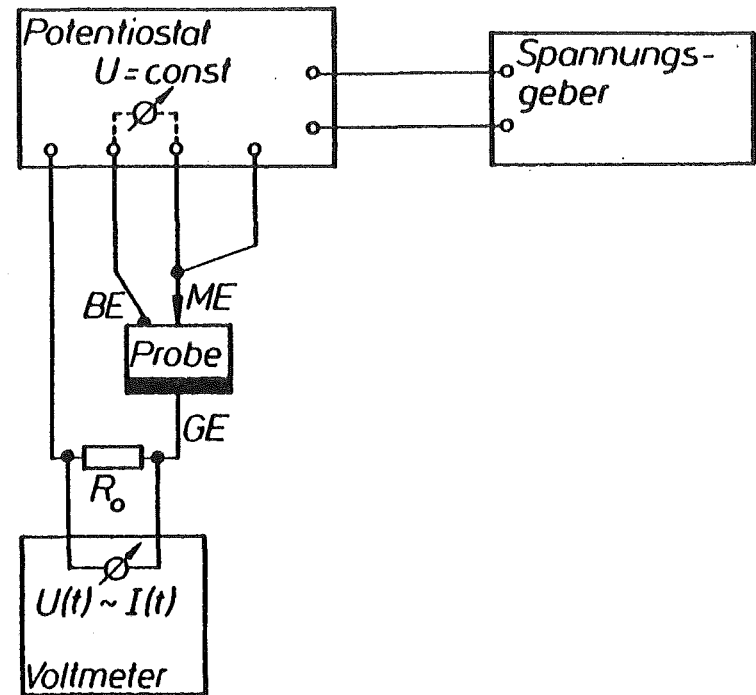 Potentiostat
U = const
Spannungs-
geber
BE
ME
Probe
GE
R₀
U(t) ~ I(t)
Voltmeter